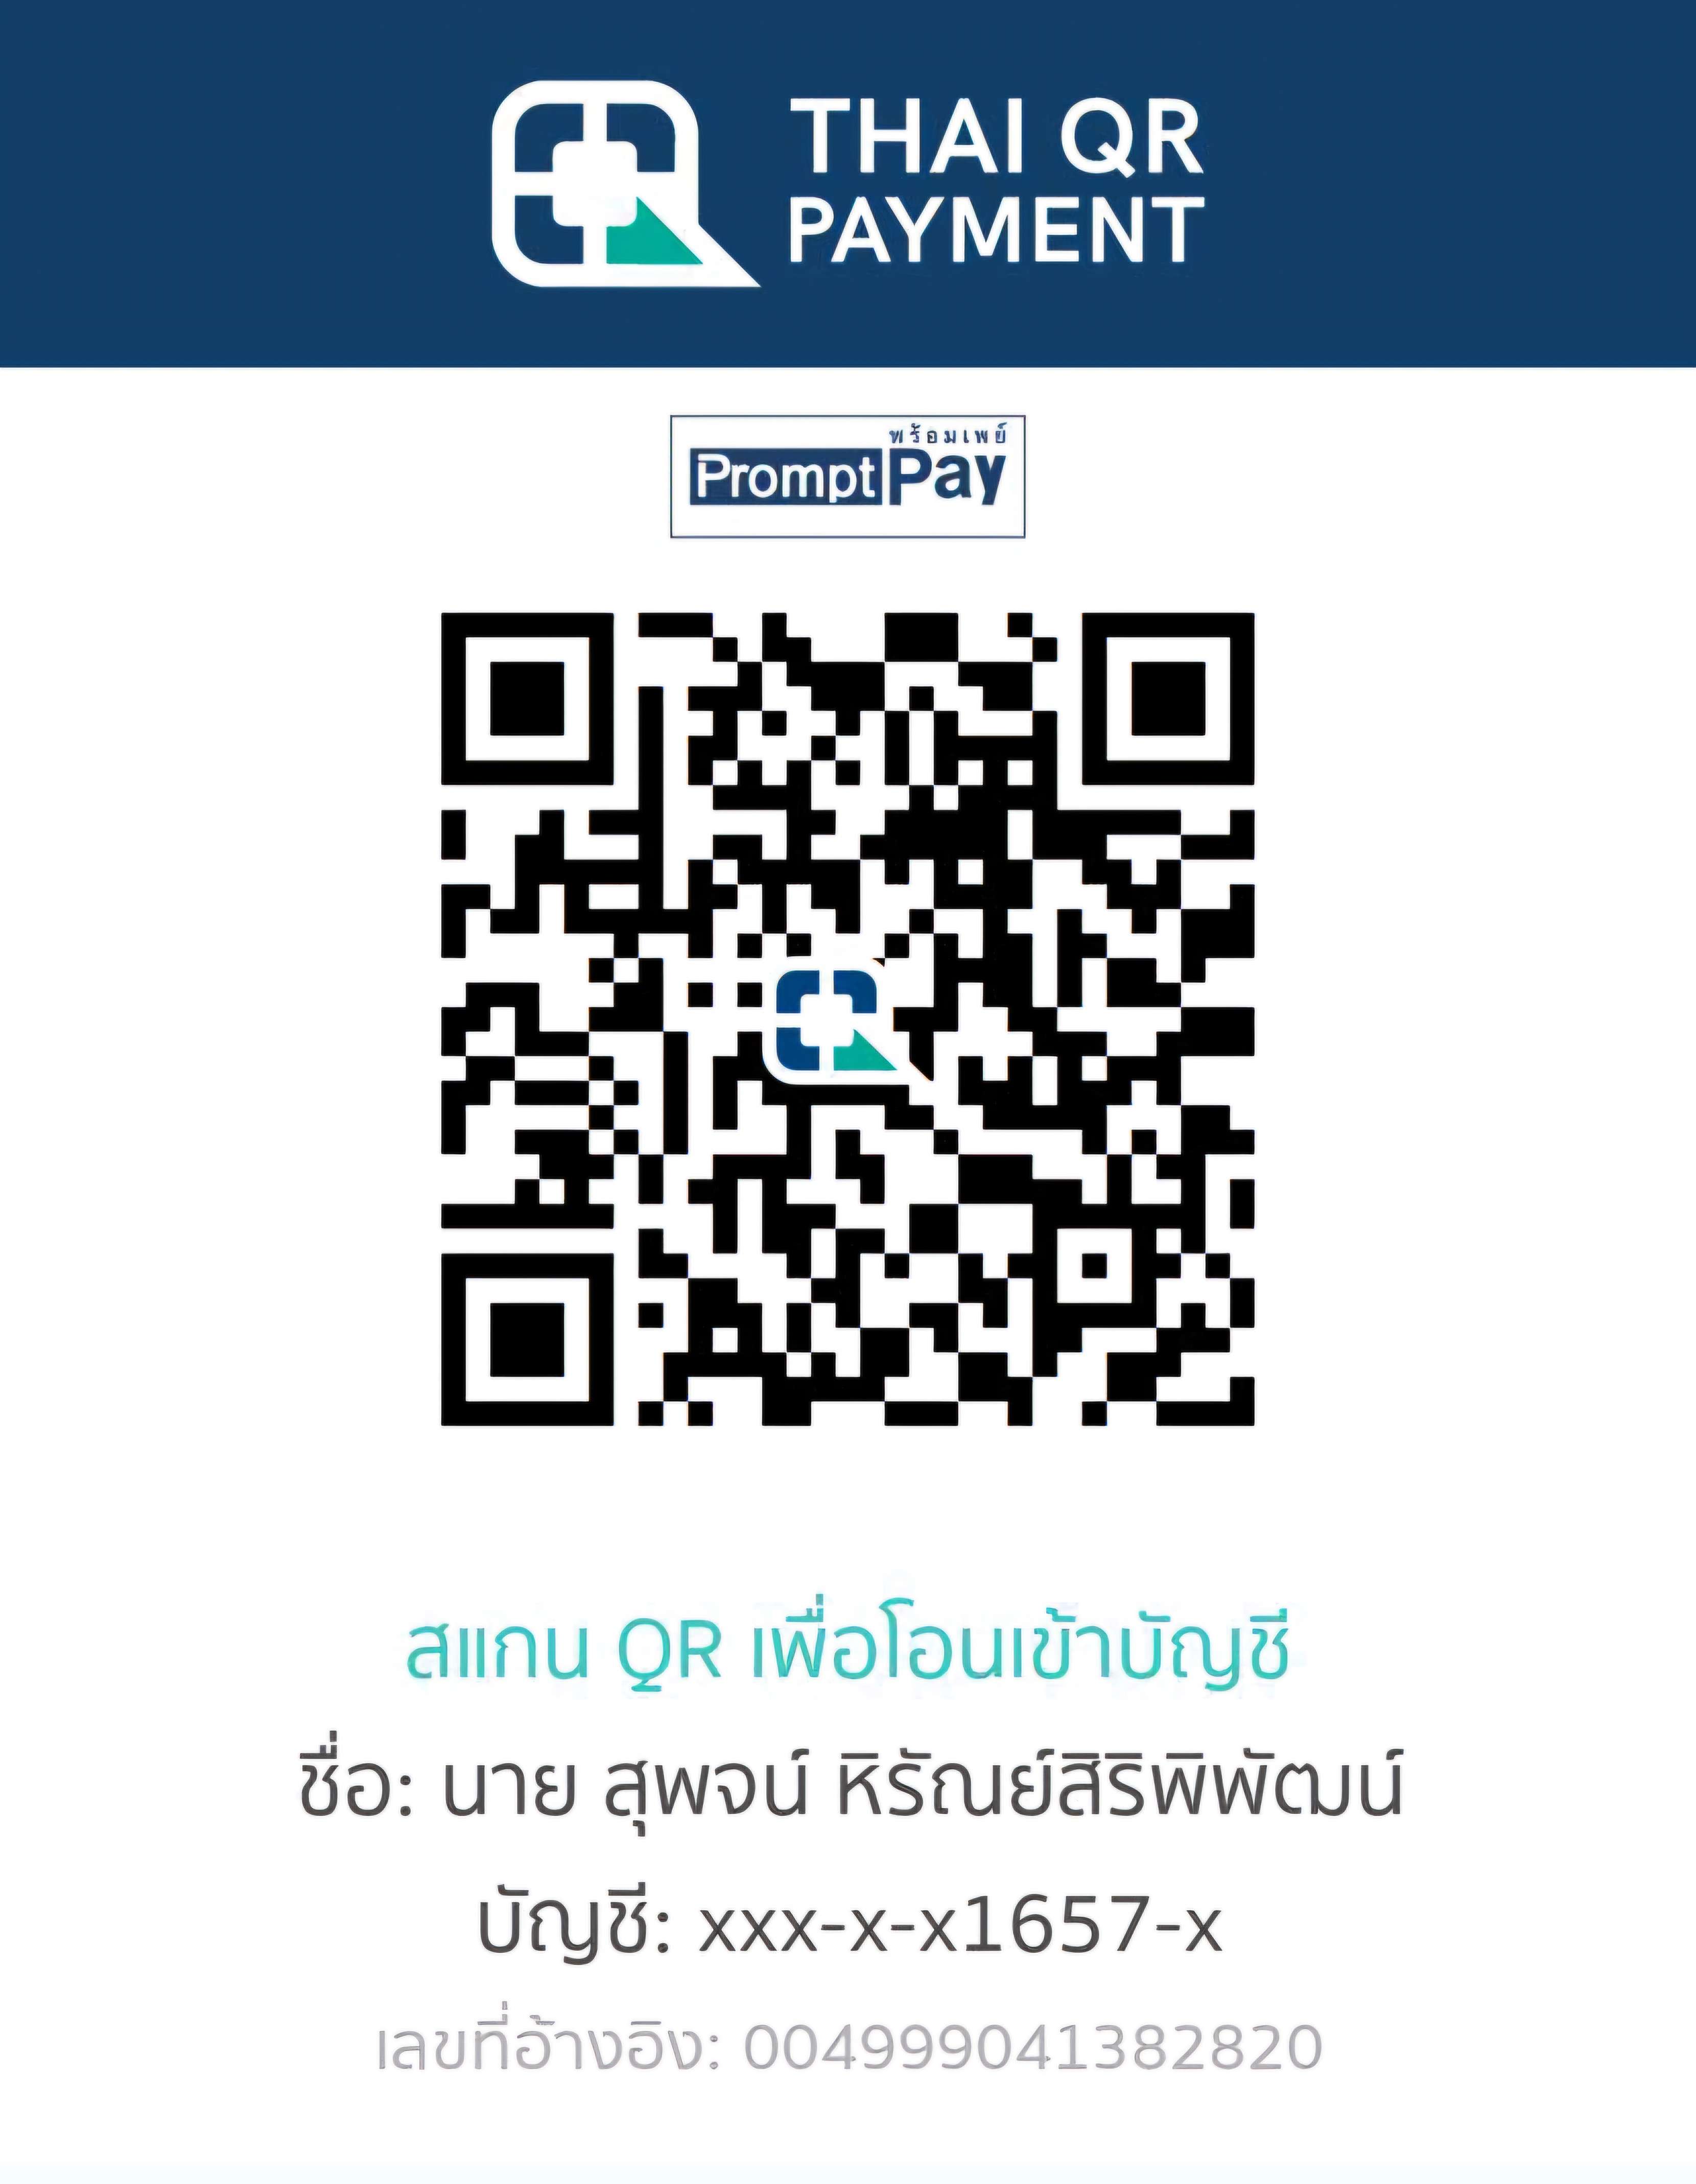 THAI QR
PAYMENT
พร้อมเพย์
Prompt Pay
สแกน QR เพื่อโอนเข้าบัญชี
ชื่อ: นาย สุพจน์ หิรัณย์สิริพิพัฒน์
บัญชี: xxx-x-x1657-x
เลขที่อ้างอิง: 004999041382820